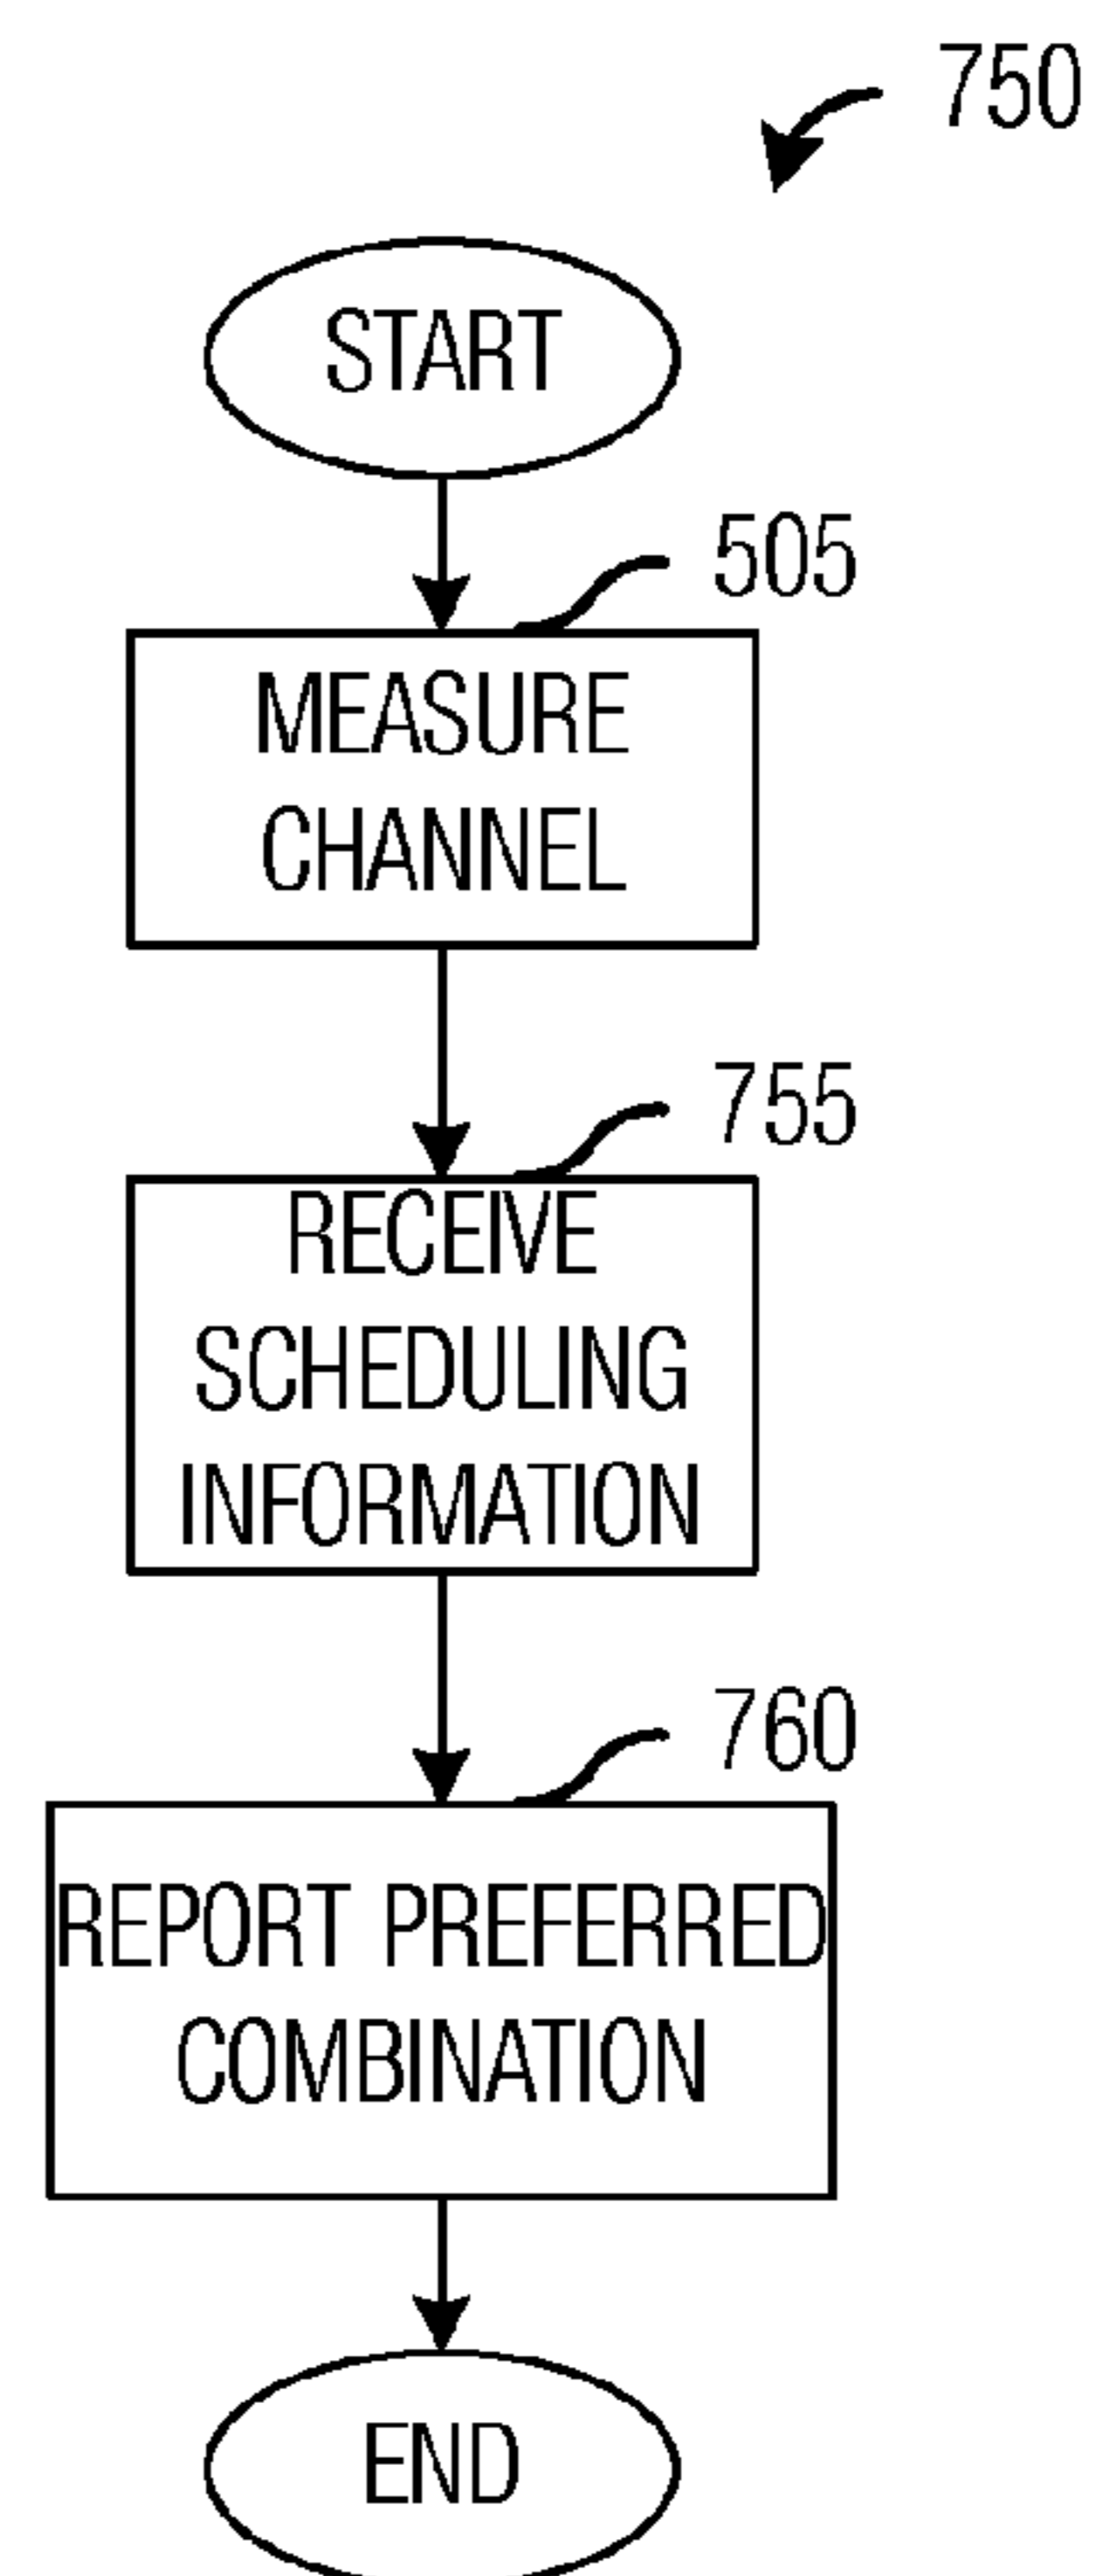 750
START
505
MEASURE
CHANNEL
755
RECEIVE
SCHEDULING
INFORMATION
760
REPORT PREFERRED
COMBINATION
END